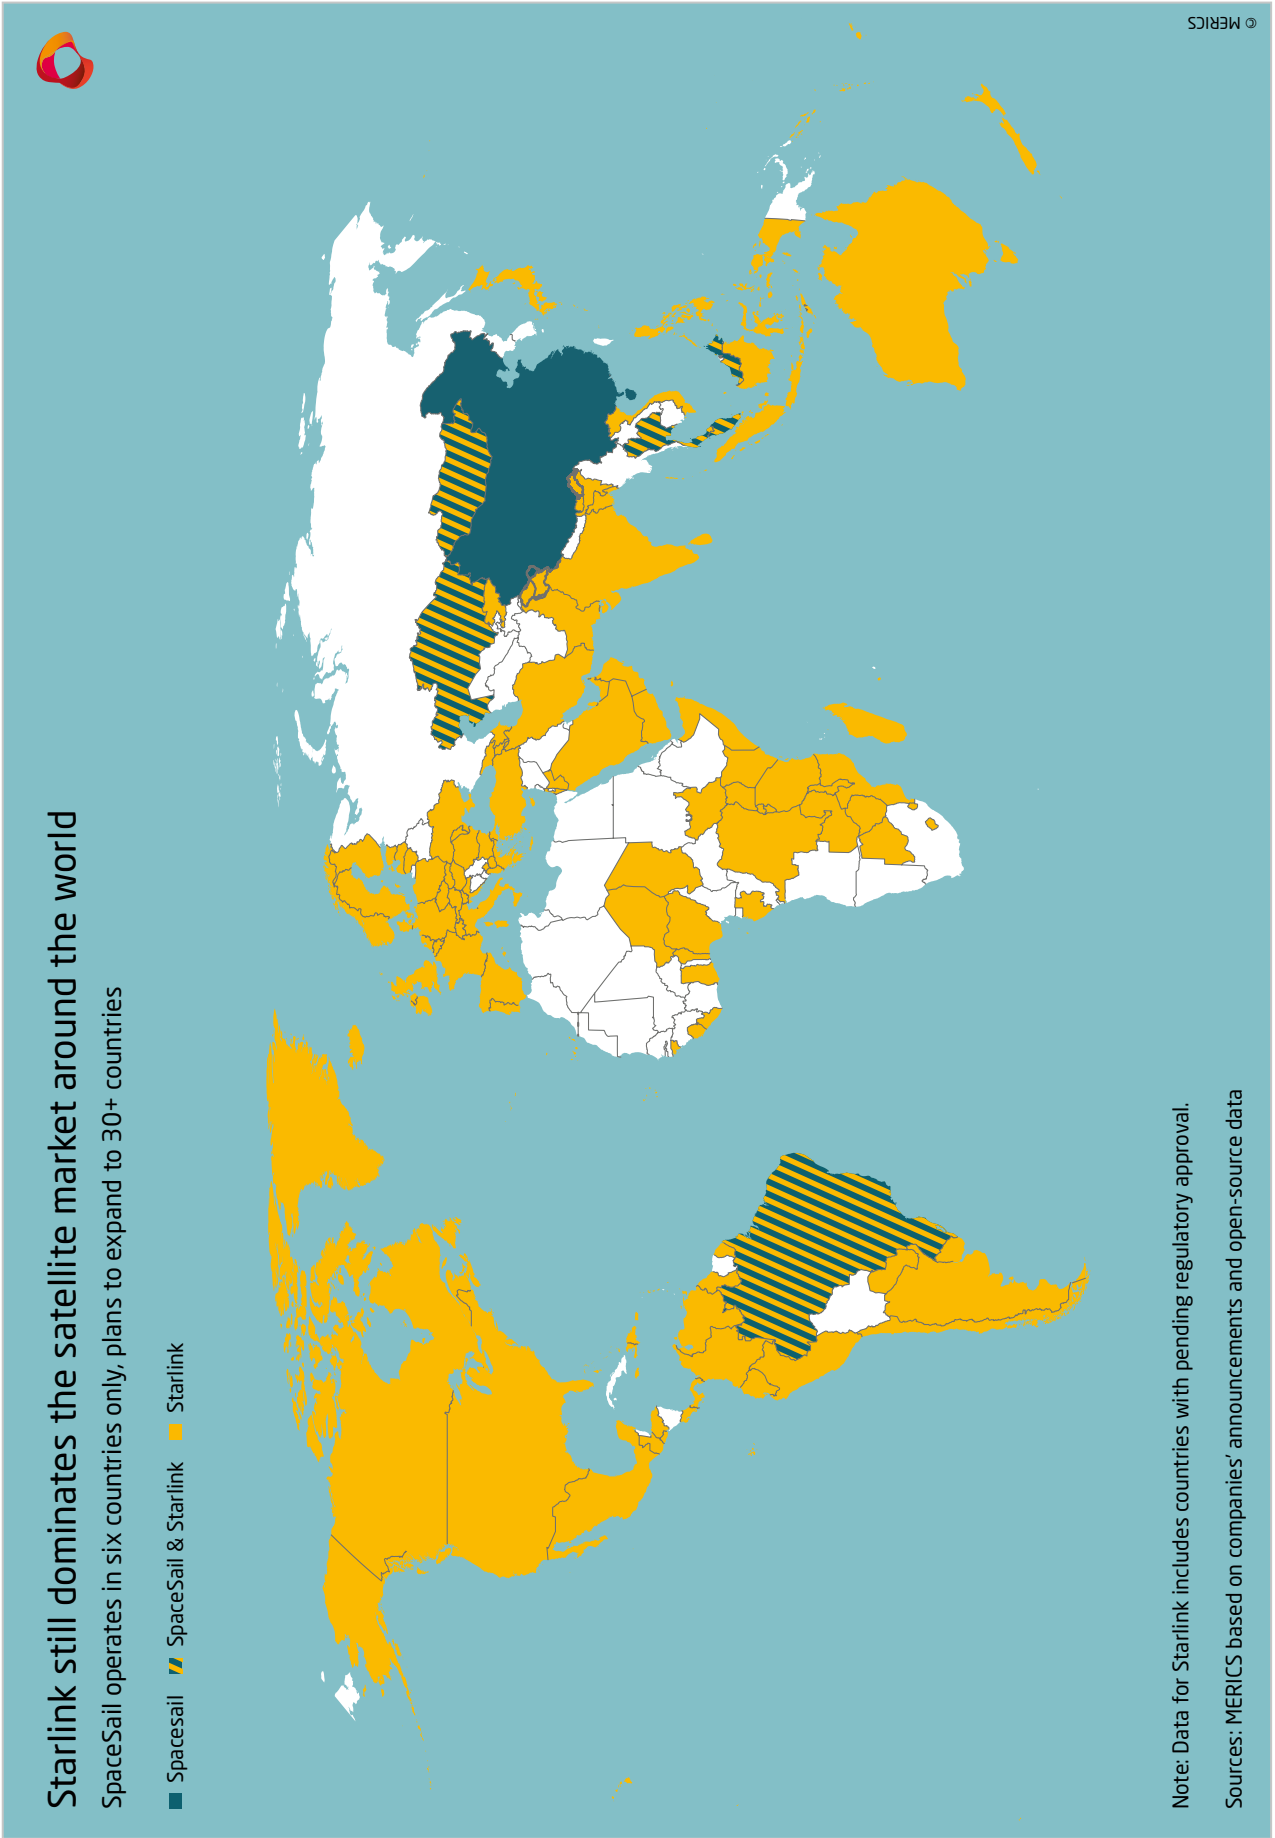 Starlink still dominates the satellite market around the world
SpaceSail operates in six countries only, plans to expand to 30+ countries
Spacesail SpaceSail & Starlink Starlink
Note: Data for Starlink includes countries with pending regulatory approval.
Sources: MERICS based on companies’ announcements and open-source data
© MERICS